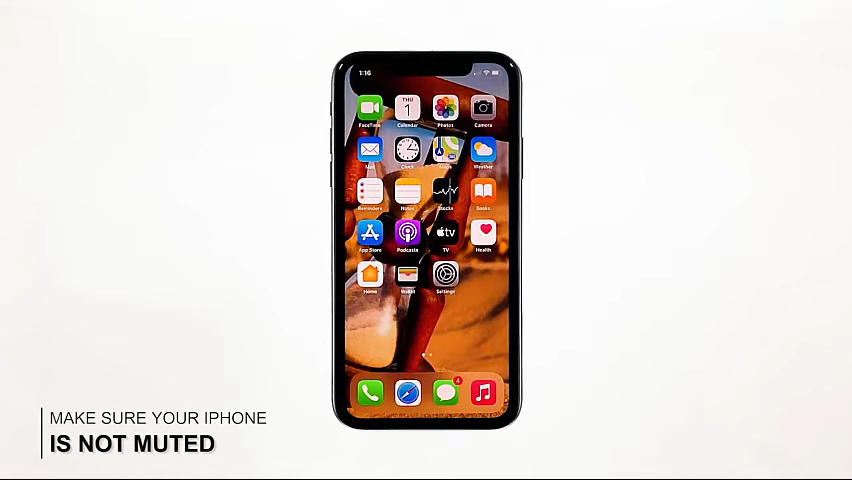 1:16
THU
1
FaceTime
Calendar
Photos
Camera
Mail
Clock
Maps
Weather
Reminders
Notes
Stocks
Books
App Store
Podcasts
tv
TV
Health
Home
Wallet
Settings
4
MAKE SURE YOUR IPHONE
IS NOT MUTED